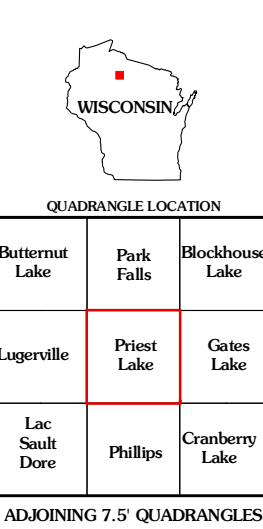 WISCONSIN
QUADRANGLE LOCATION
Butternut
Lake
Park
Falls
Blockhouse
Lake
Lugerville
Priest
Lake
Gates
Lake
Lac
Sault
Dore
Phillips
Cranberry
Lake
ADJOINING 7.5' QUADRANGLES